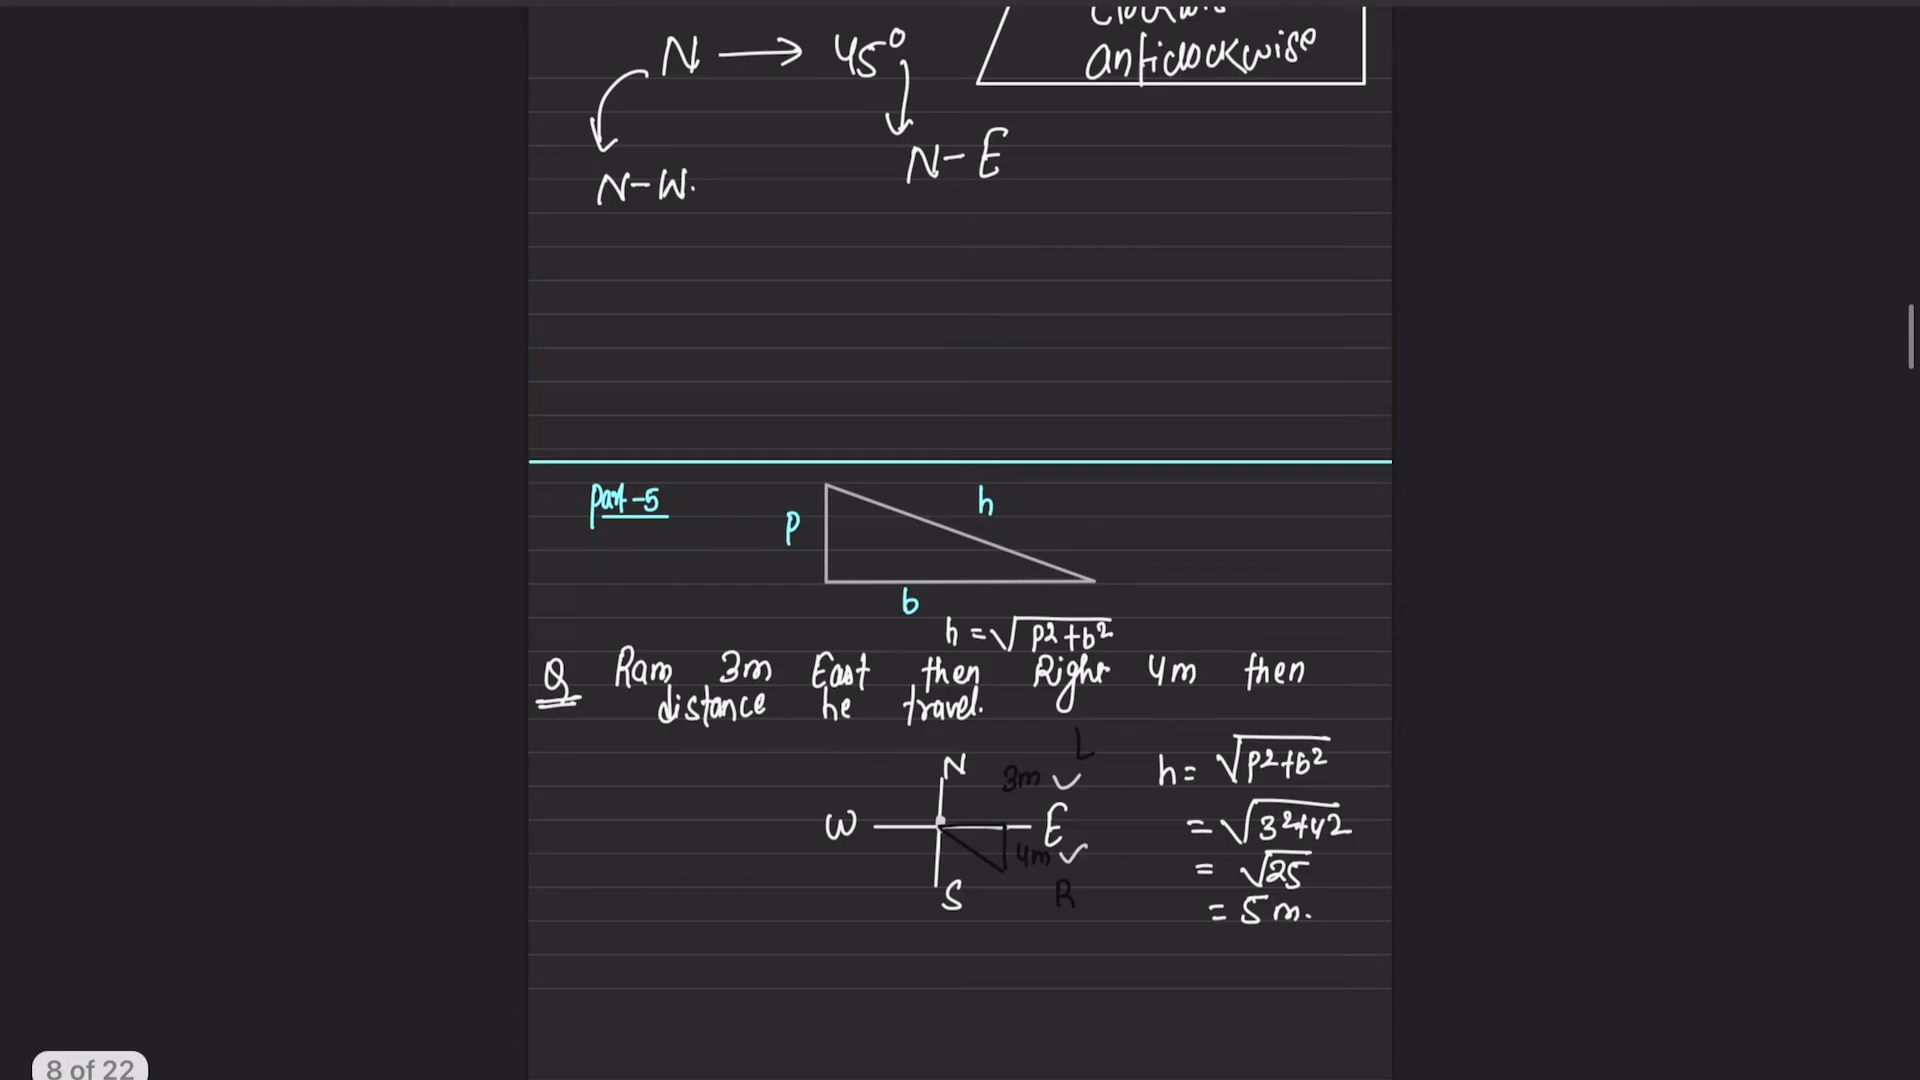 anticlockwise
N → 45°
N-E
N-W.
Part-5
p
h
b
h = √p2+b2
Q Ram 3m East then Right 4m then
distance he travel.
L
N
3m
W
E
4m
S
R
h = √p2+b2
= √32+42
= √25
= 5 m.
8 of 22